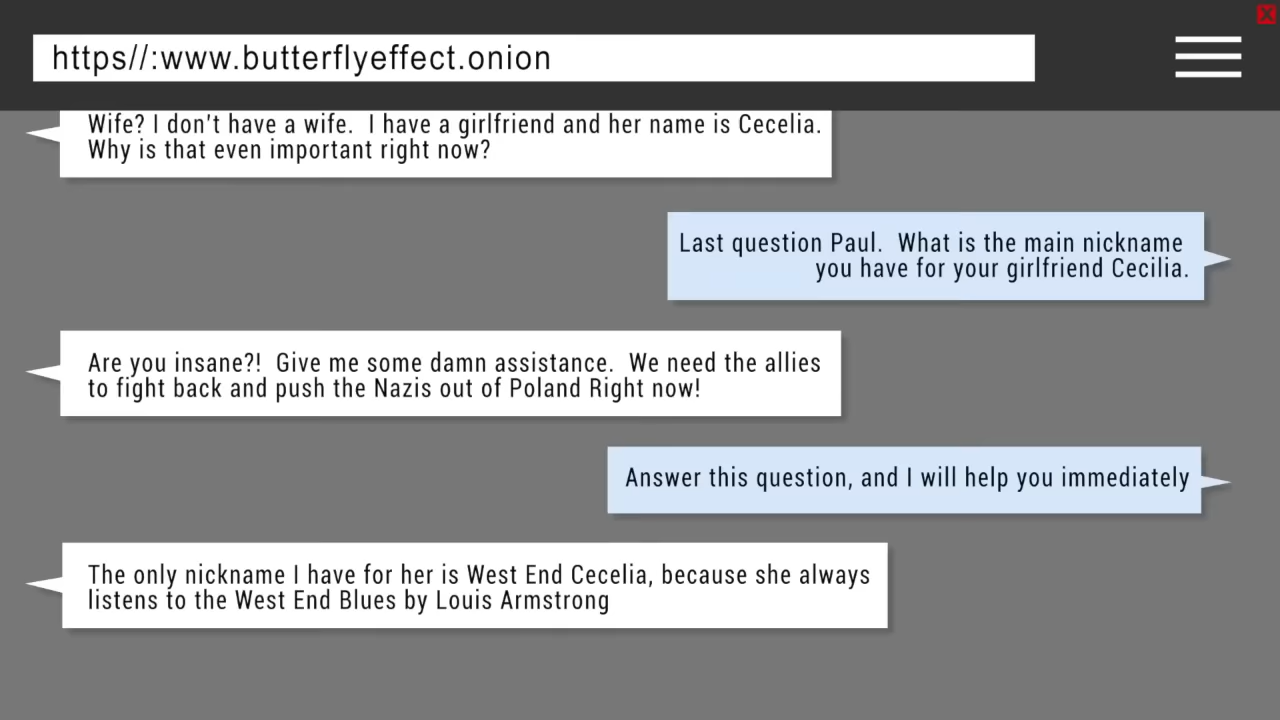 https//:www.butterflyeffect.onion
Wife? I don't have a wife.  I have a girlfriend and her name is Cecelia.
Why is that even important right now?
Last question Paul.  What is the main nickname
you have for your girlfriend Cecilia.
Are you insane?!  Give me some damn assistance.  We need the allies
to fight back and push the Nazis out of Poland Right now!
Answer this question, and I will help you immediately
The only nickname I have for her is West End Cecelia, because she always
listens to the West End Blues by Louis Armstrong